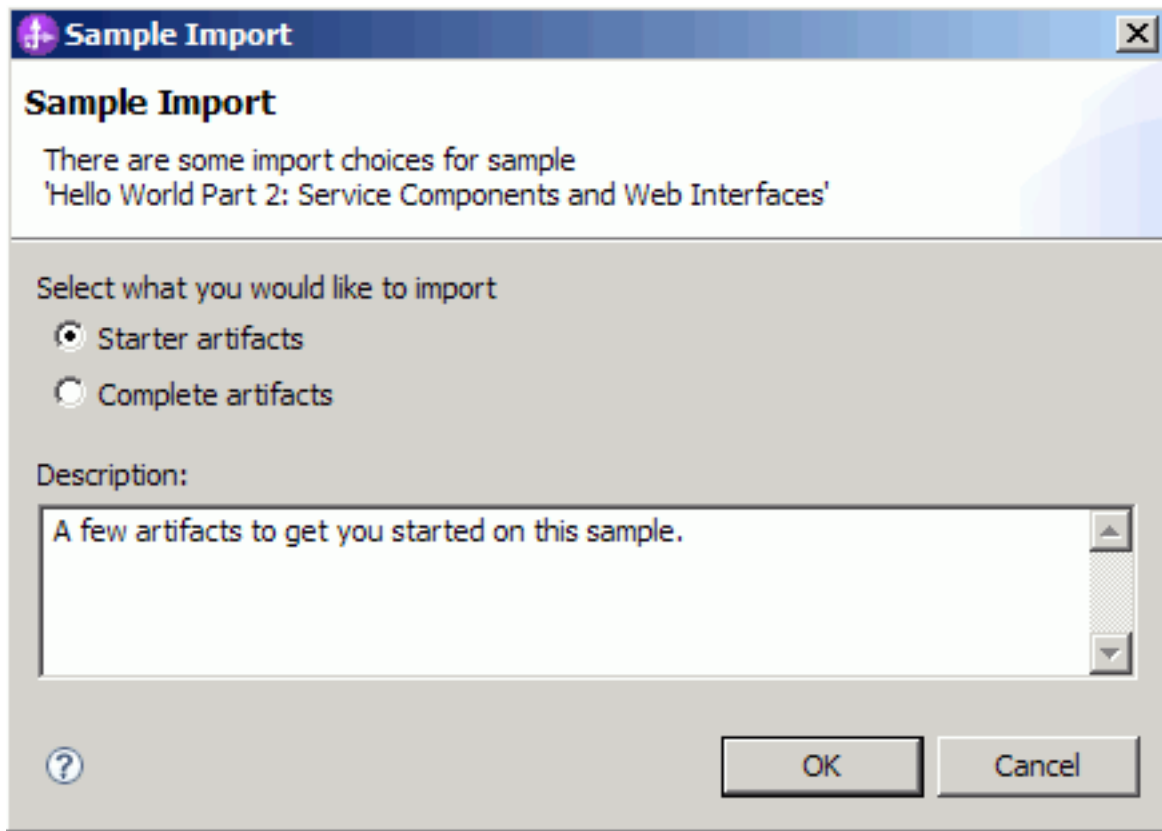 Sample Import
Sample Import
There are some import choices for sample
'Hello World Part 2: Service Components and Web Interfaces'
Select what you would like to import
Starter artifacts
Complete artifacts
Description:
A few artifacts to get you started on this sample.
?
OK
Cancel